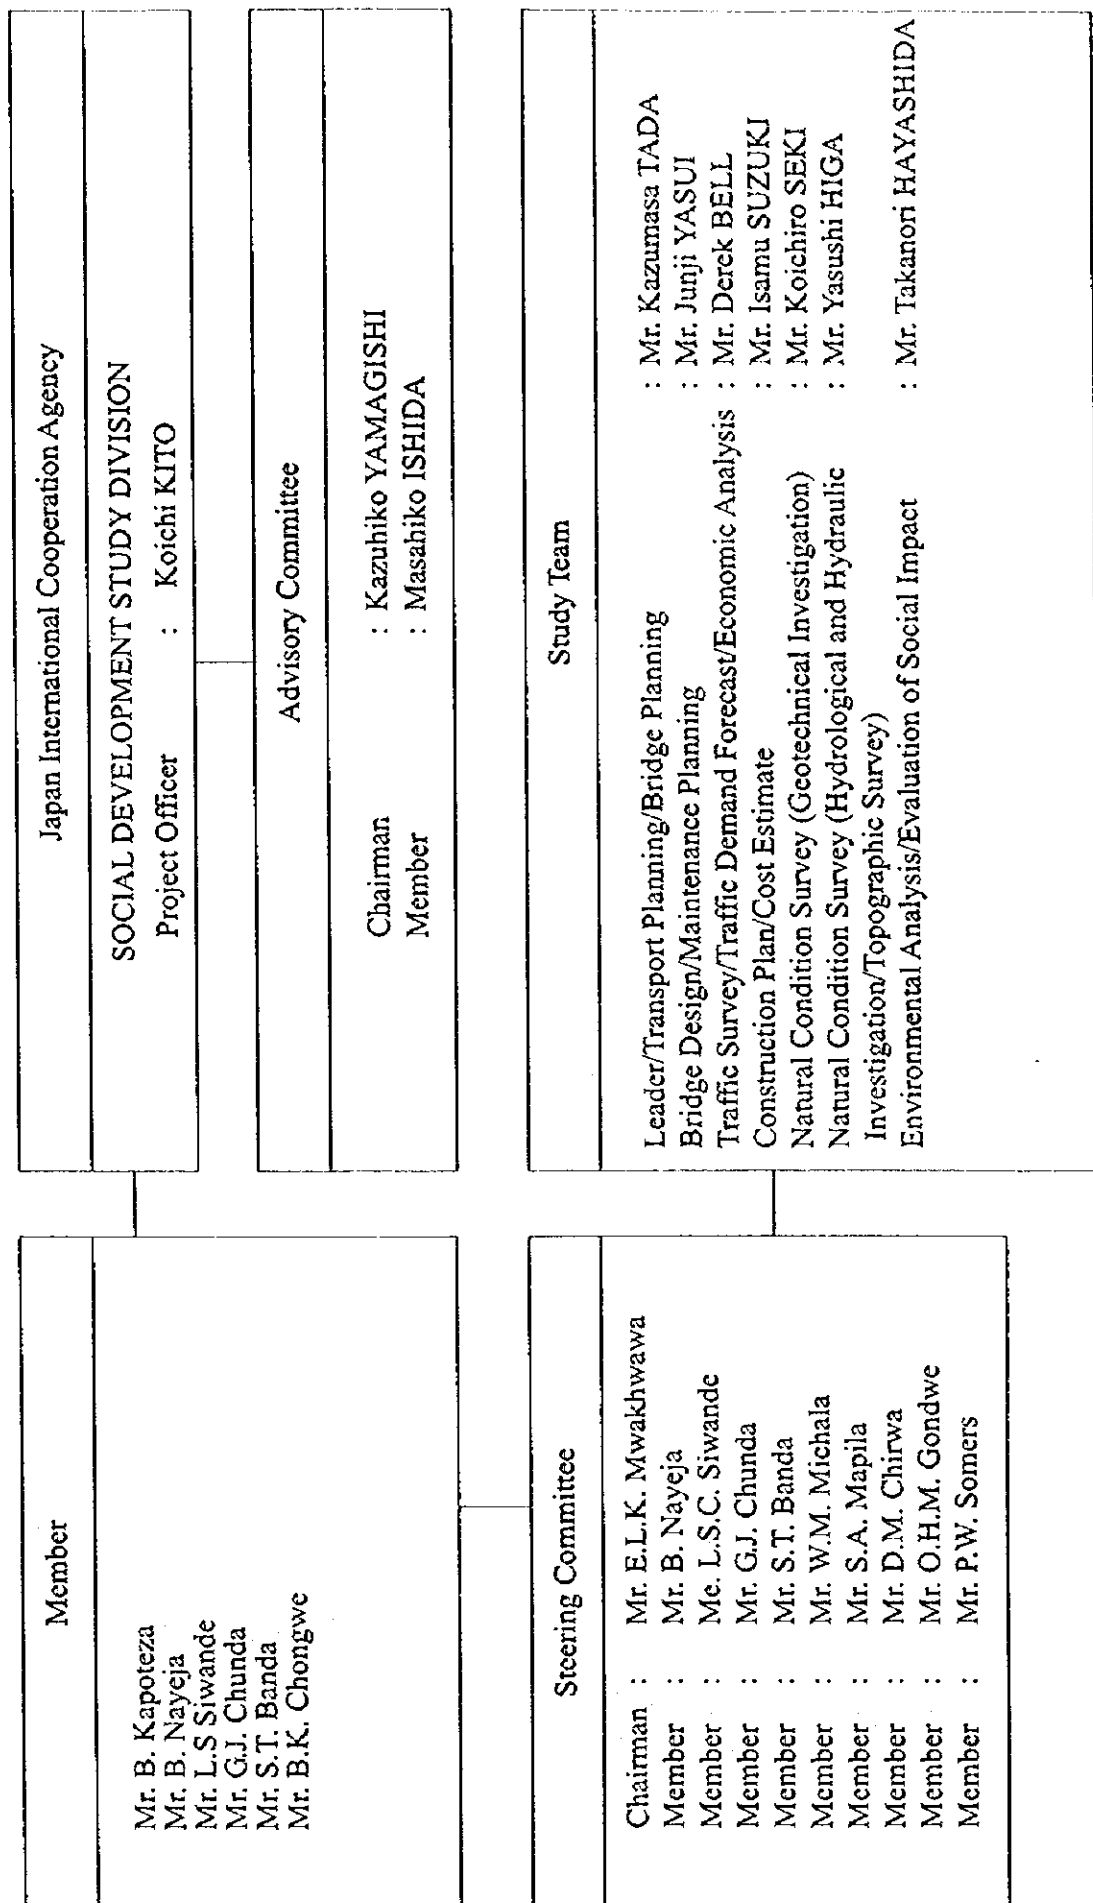 Member
Mr. B. Kapoteza
Mr. B. Nayeja
Mr. L.S Siwande
Mr. G.J. Chunda
Mr. S.T. Banda
Mr. B.K. Chongwe
Japan International Cooperation Agency
SOCIAL DEVELOPMENT STUDY DIVISION
Project Officer : Koichi KITO
Advisory Committee
Chairman : Kazuhiko YAMAGISHI
Member : Masahiko ISHIDA
Steering Committee
Chairman : Mr. E.L.K. Mwakhwawa
Member : Mr. B. Nayeja
Member : Me. L.S.C. Siwande
Member : Mr. G.J. Chunda
Member : Mr. S.T. Banda
Member : Mr. W.M. Michala
Member : Mr. S.A. Mapila
Member : Mr. D.M. Chirwa
Member : Mr. O.H.M. Gondwe
Member : Mr. P.W. Somers
Study Team
Leader/Transport Planning/Bridge Planning : Mr. Kazumasa TADA
Bridge Design/Maintenance Planning : Mr. Junji YASUI
Traffic Survey/Traffic Demand Forecast/Economic Analysis : Mr. Derek BELL
Construction Plan/Cost Estimate : Mr. Isamu SUZUKI
Natural Condition Survey (Geotechnical Investigation) : Mr. Koichiro SEKI
Natural Condition Survey (Hydrological and Hydraulic : Mr. Yasushi HIGA
Investigation/Topographic Survey)
Environmental Analysis/Evaluation of Social Impact : Mr. Takanori HAYASHIDA